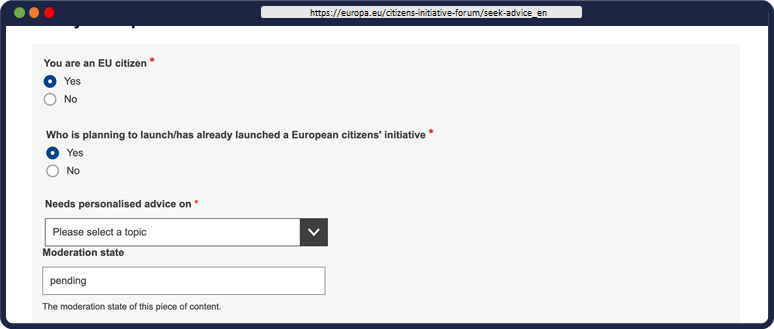 https://europa.eu/citizens-initiative-forum/seek-advice_en
You are an EU citizen *
Yes
No
Who is planning to launch/has already launched a European citizens' initiative *
Yes
No
Needs personalised advice on *
Please select a topic
Moderation state
pending
The moderation state of this piece of content.